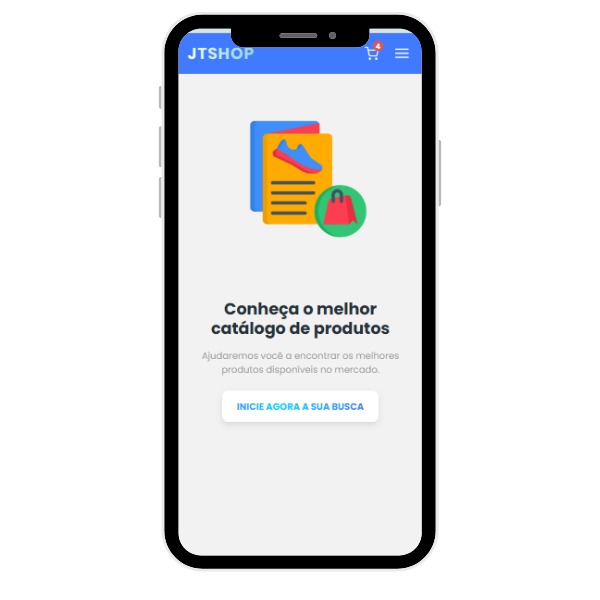 JTSHOP
4
Conheça o melhor
catálogo de produtos
Ajudaremos você a encontrar os melhores
produtos disponíveis no mercado.
INICIE AGORA A SUA BUSCA